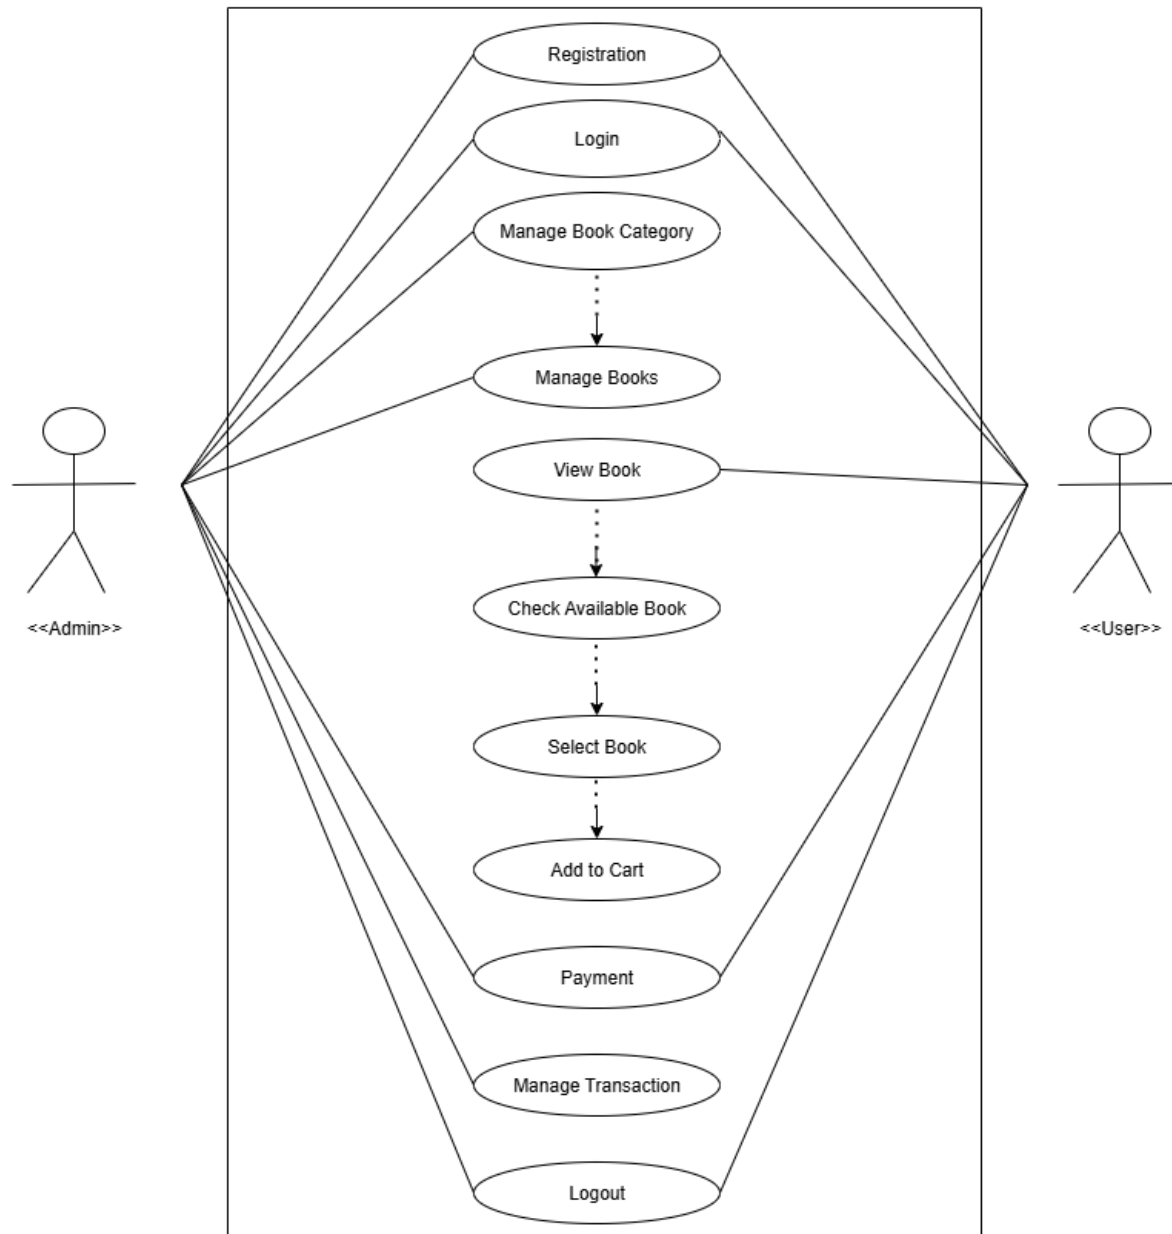 Registration
Login
Manage Book Category
Manage Books
View Book
Check Available Book
<<Admin>>
<<User>>
Select Book
Add to Cart
Payment
Manage Transaction
Logout